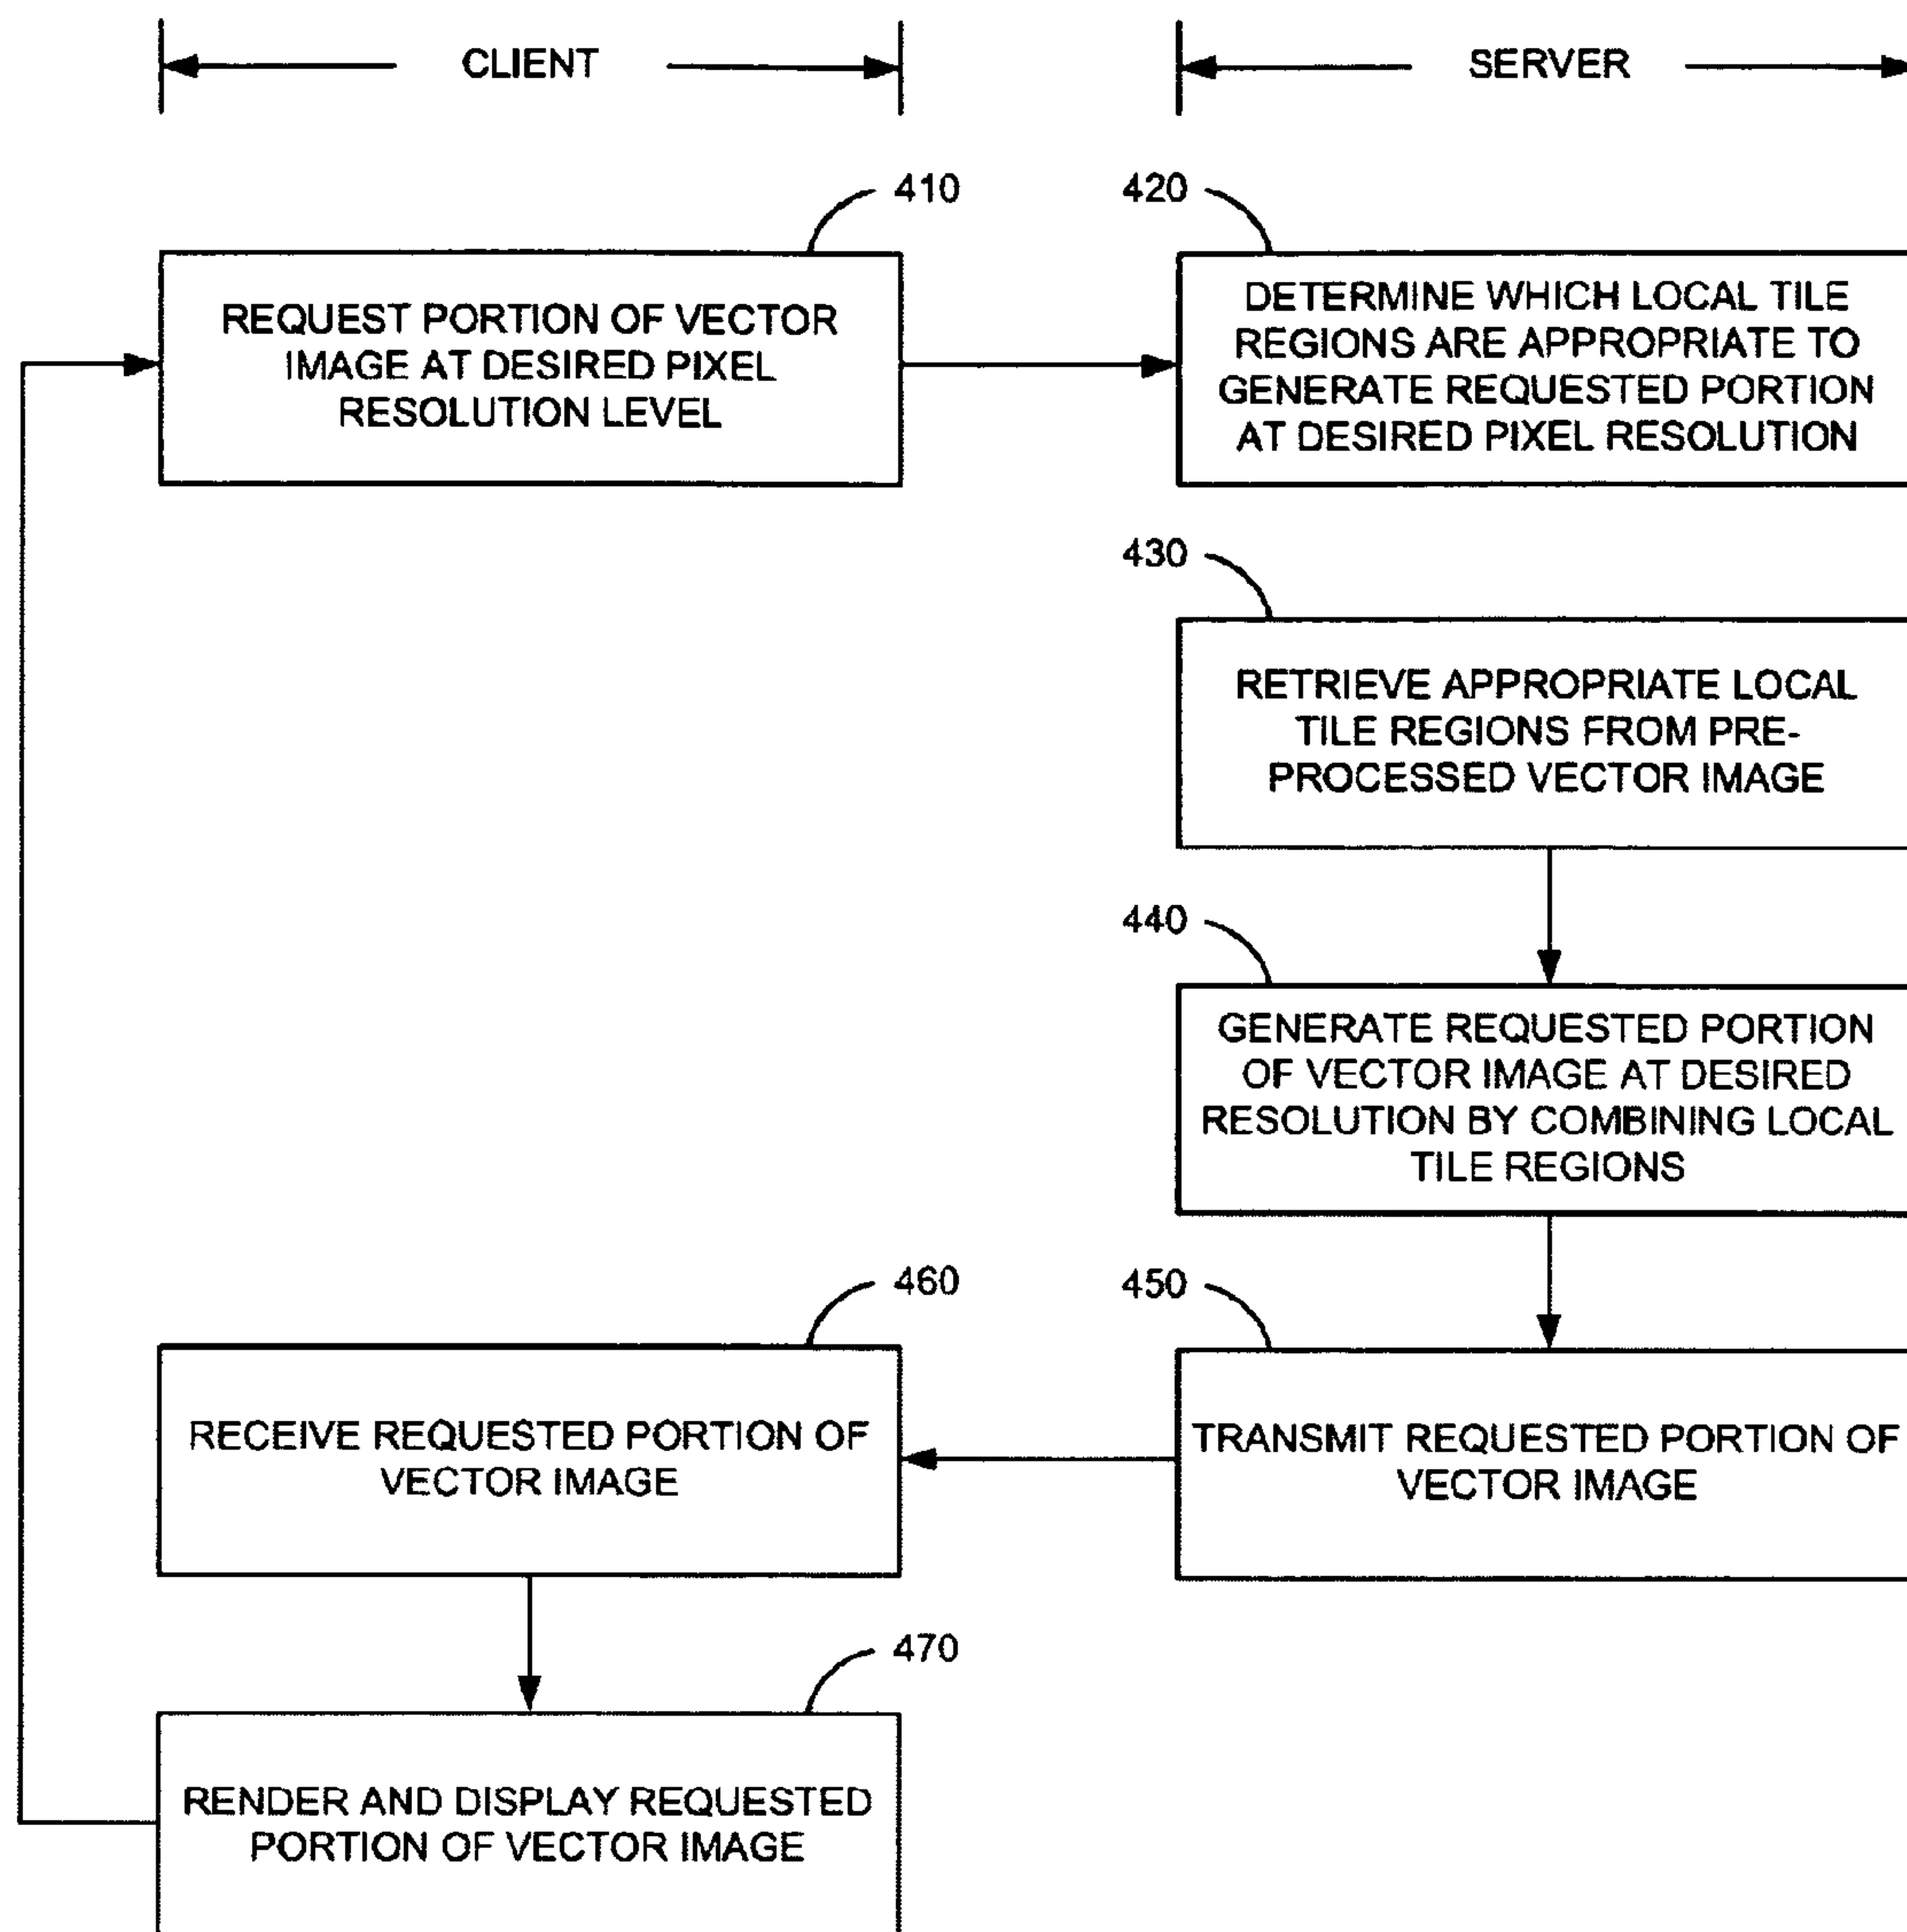 CLIENT
SERVER
410
420
REQUEST PORTION OF VECTOR
IMAGE AT DESIRED PIXEL
RESOLUTION LEVEL
DETERMINE WHICH LOCAL TILE
REGIONS ARE APPROPRIATE TO
GENERATE REQUESTED PORTION
AT DESIRED PIXEL RESOLUTION
430
RETRIEVE APPROPRIATE LOCAL
TILE REGIONS FROM PRE-
PROCESSED VECTOR IMAGE
440
GENERATE REQUESTED PORTION
OF VECTOR IMAGE AT DESIRED
RESOLUTION BY COMBINING LOCAL
TILE REGIONS
460
450
RECEIVE REQUESTED PORTION OF
VECTOR IMAGE
TRANSMIT REQUESTED PORTION OF
VECTOR IMAGE
470
RENDER AND DISPLAY REQUESTED
PORTION OF VECTOR IMAGE